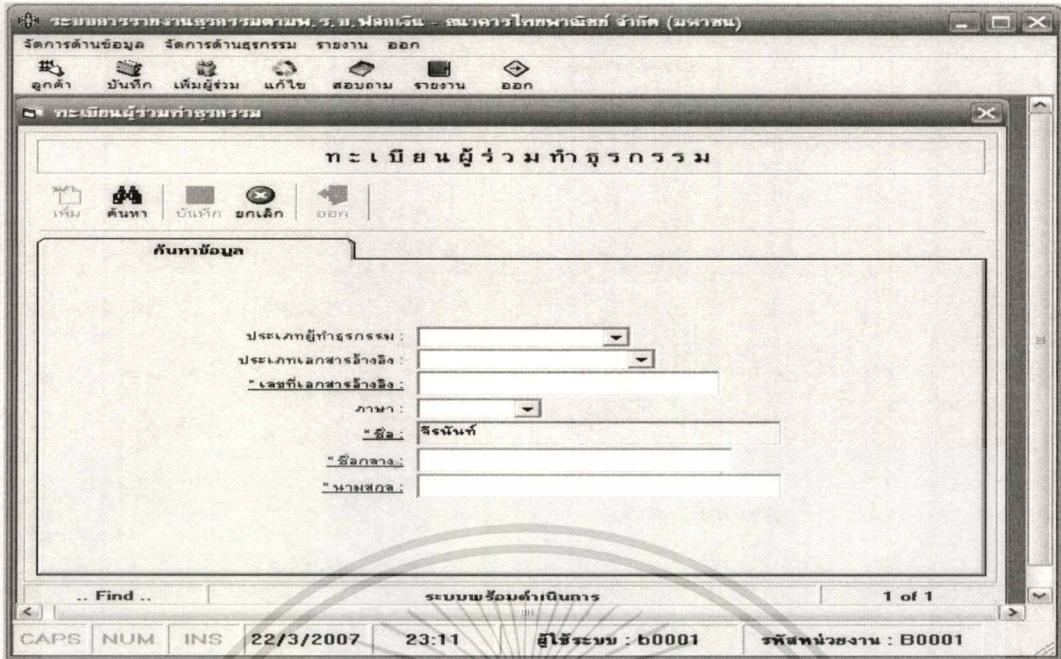 ระบบการรายงานธุรกรรมตามพ.ร.บ.ฟอกเงิน - ธนาคารไทยพาณิชย์ จำกัด (มหาชน)
จัดการด้านข้อมูล จัดการด้านธุรกรรม รายงาน ออก
ลูกค้า บันทึก เพิ่มผู้ร่วม แก้ไข สอบถาม รายงาน ออก
ทะเบียนผู้ร่วมทำธุรกรรม
ทะเบียนผู้ร่วมทำธุรกรรม
เพิ่ม ค้นหา บันทึก ยกเลิก ออก
ค้นหาข้อมูล
ประเภทผู้ทำธุรกรรม :
ประเภทเอกสารอ้างอิง :
*เลขที่เอกสารอ้างอิง :
ภาษา :
*ชื่อ : จิรนันท์
*ชื่อกลาง :
*นามสกุล :
.. Find .. ระบบพร้อมดำเนินการ 1 of 1
CAPS NUM INS 22/3/2007 23:11 ผู้ใช้ระบบ : b0001 รหัสหน่วยงาน : B0001